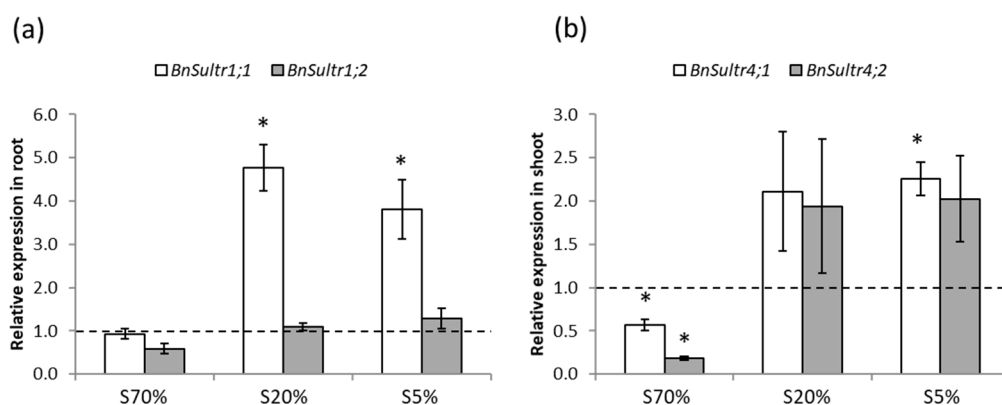 (a)
BnSultr1;1 BnSultr1;2
Relative expression in root
6.0
5.0
4.0
3.0
2.0
1.0
0.0
*
*
S70% S20% S5%
(b)
BnSultr4;1 BnSultr4;2
Relative expression in shoot
3.0
2.5
2.0
1.5
1.0
0.5
0.0
*
*
*
S70% S20% S5%